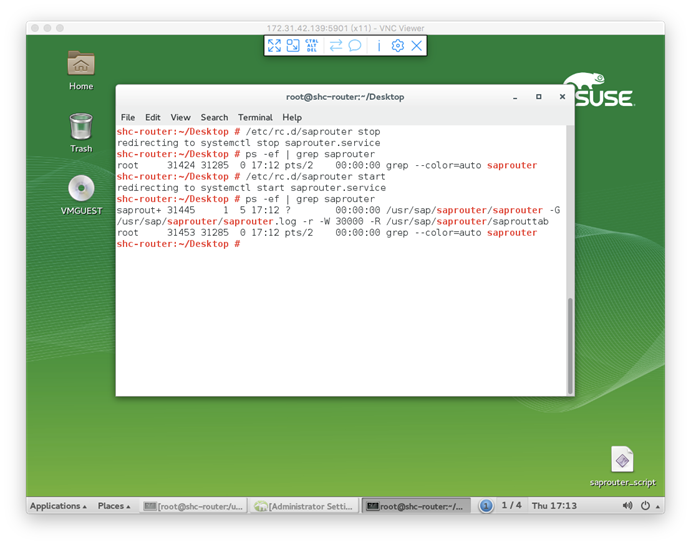 172.31.42.139:5901 (x11) - VNC Viewer
CTRL
ALT
DEL
Home
Trash
VMGUEST
SUSE
root@shc-router:~/Desktop
File Edit View Search Terminal Help
shc-router:~/Desktop # /etc/rc.d/saprouter stop
redirecting to systemctl stop saprouter.service
shc-router:~/Desktop # ps -ef | grep saprouter
root     31424 31285  0 17:12 pts/2    00:00:00 grep --color=auto saprouter
shc-router:~/Desktop # /etc/rc.d/saprouter start
redirecting to systemctl start saprouter.service
shc-router:~/Desktop # ps -ef | grep saprouter
saprout+ 31445     1  5 17:12 ?        00:00:00 /usr/sap/saprouter/saprouter -G
/usr/sap/saprouter/saprouter.log -r -W 30000 -R /usr/sap/saprouter/saprouttab
root     31453 31285  0 17:12 pts/2    00:00:00 grep --color=auto saprouter
shc-router:~/Desktop #
saprouter_script
Applications Places [root@shc-router:/u... [Administrator Setti... root@shc-router:~/... 1 / 4 Thu 17:13